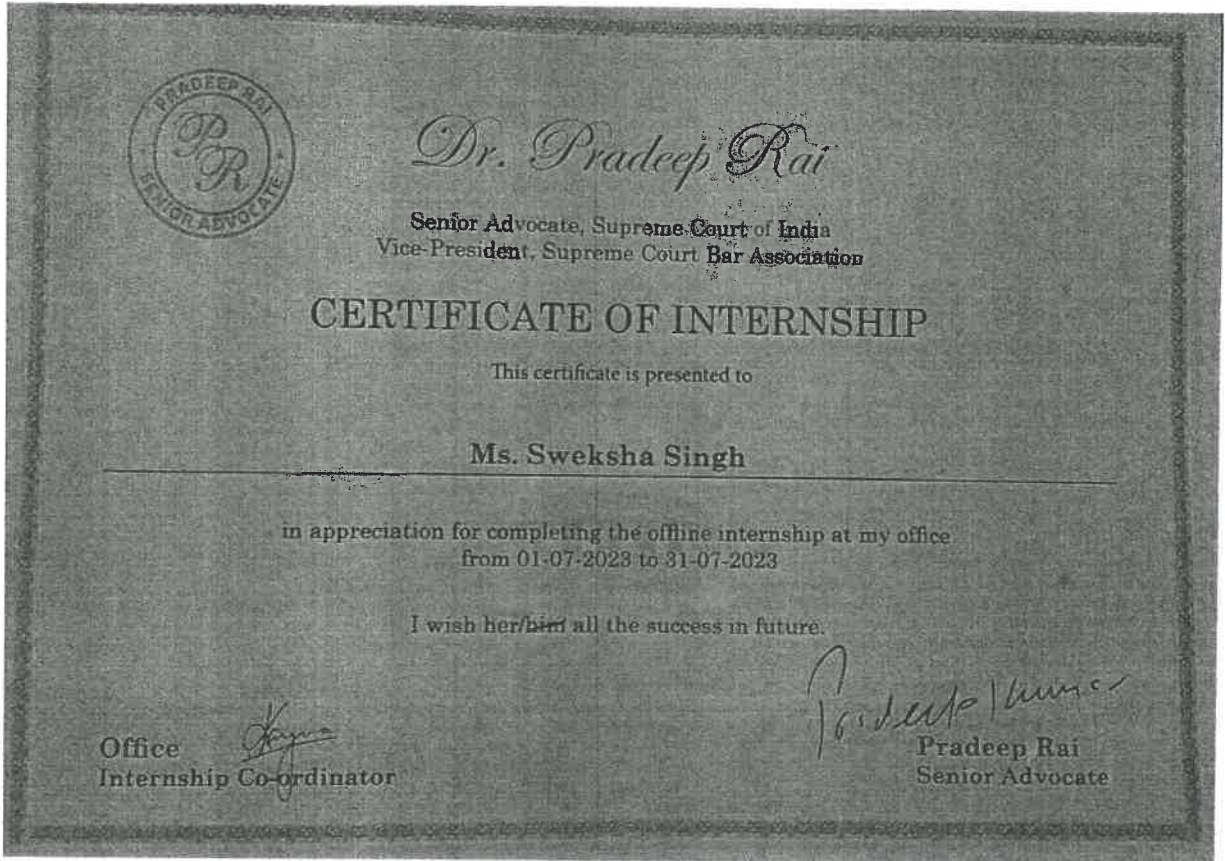 PRADEEP RAI
PR
SENIOR ADVOCATE
Dr. Pradeep Rai
Senior Advocate, Supreme Court of India
Vice-President, Supreme Court Bar Association
CERTIFICATE OF INTERNSHIP
This certificate is presented to
Ms. Sweksha Singh
in appreciation for completing the offline internship at my office
from 01-07-2023 to 31-07-2023
I wish her/him all the success in future.
Office
Internship Co-ordinator
Pradeep Kumar
Pradeep Rai
Senior Advocate